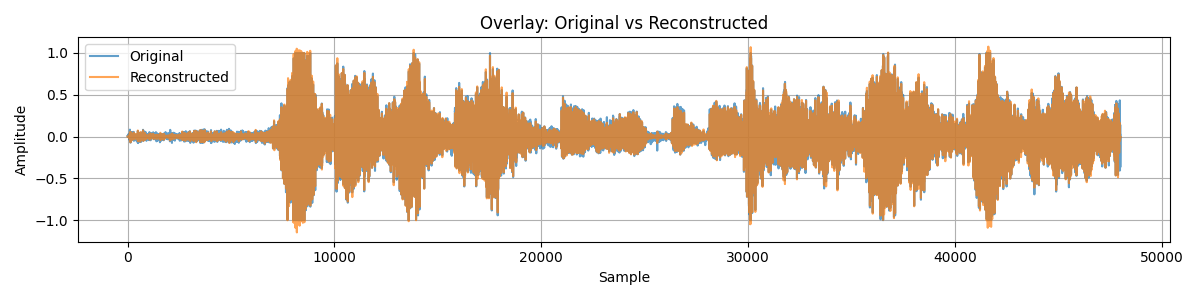 Overlay: Original vs Reconstructed
Original
Reconstructed
Amplitude
1.0
0.5
0.0
−0.5
−1.0
0
10000
20000
30000
40000
50000
Sample